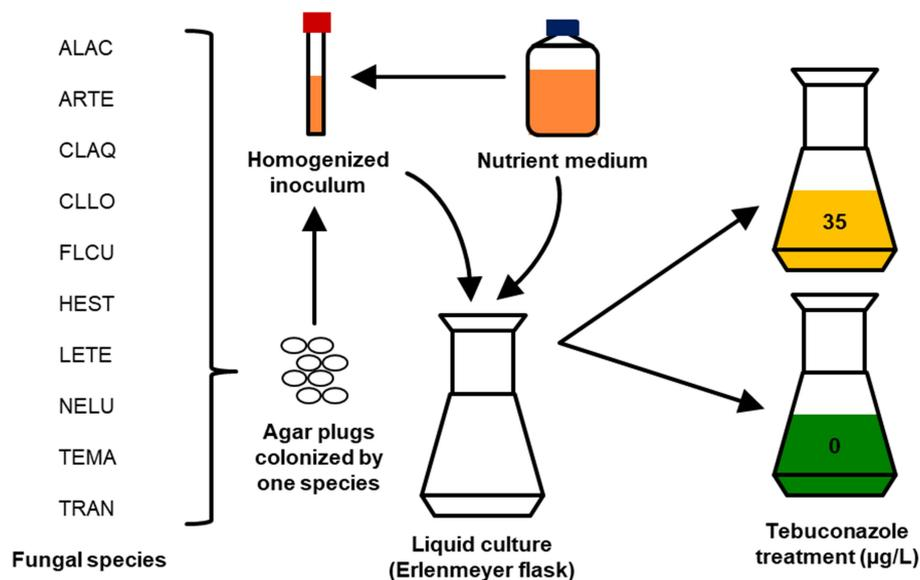 ALAC
ARTE
CLAQ
CLLO
FLCU
HEST
LETE
NELU
TEMA
TRAN
Fungal species
Homogenized
inoculum
Nutrient medium
Agar plugs
colonized by
one species
Liquid culture
(Erlenmeyer flask)
35
0
Tebuconazole
treatment (µg/L)